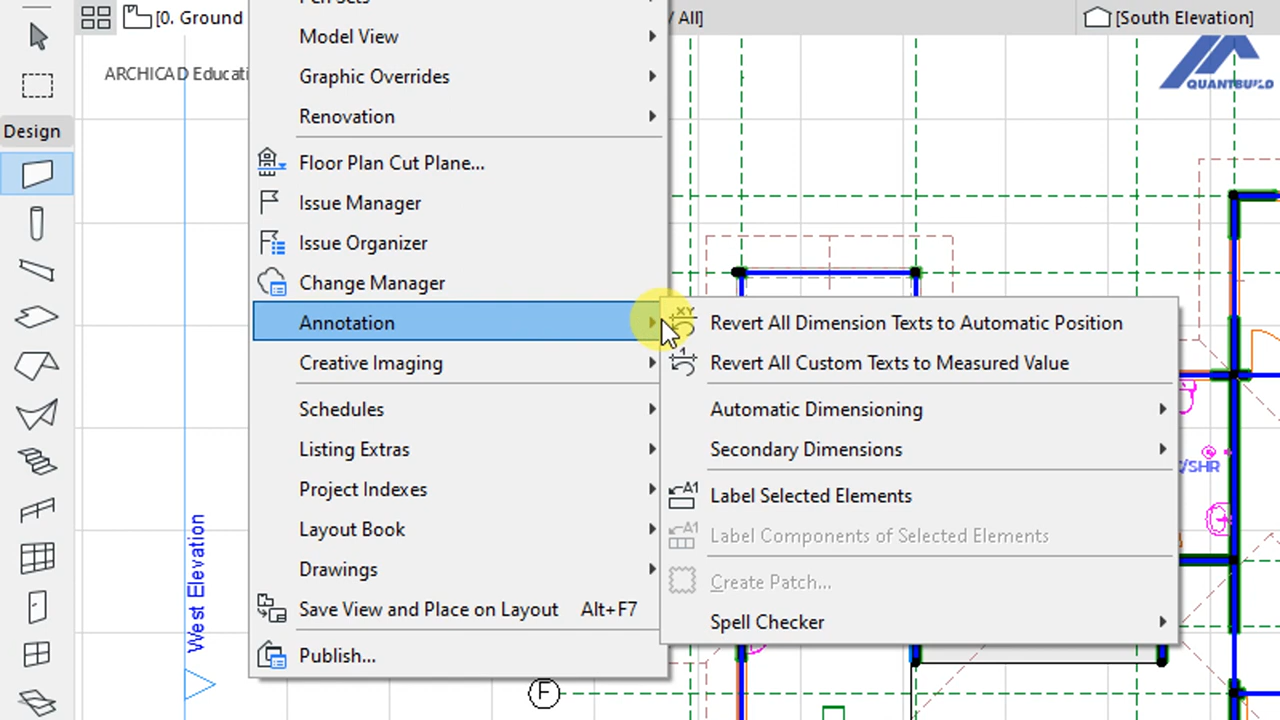 [0. Ground
/ All]
[South Elevation]
ARCHICAD Educati
QUANTBUILD
Design
Model View
Graphic Overrides
Renovation
Floor Plan Cut Plane...
Issue Manager
Issue Organizer
Change Manager
Annotation
Creative Imaging
Schedules
Listing Extras
Project Indexes
Layout Book
Drawings
Save View and Place on Layout Alt+F7
Publish...
Revert All Dimension Texts to Automatic Position
Revert All Custom Texts to Measured Value
Automatic Dimensioning
Secondary Dimensions
Label Selected Elements
Label Components of Selected Elements
Create Patch...
Spell Checker
West Elevation
/SHR
F